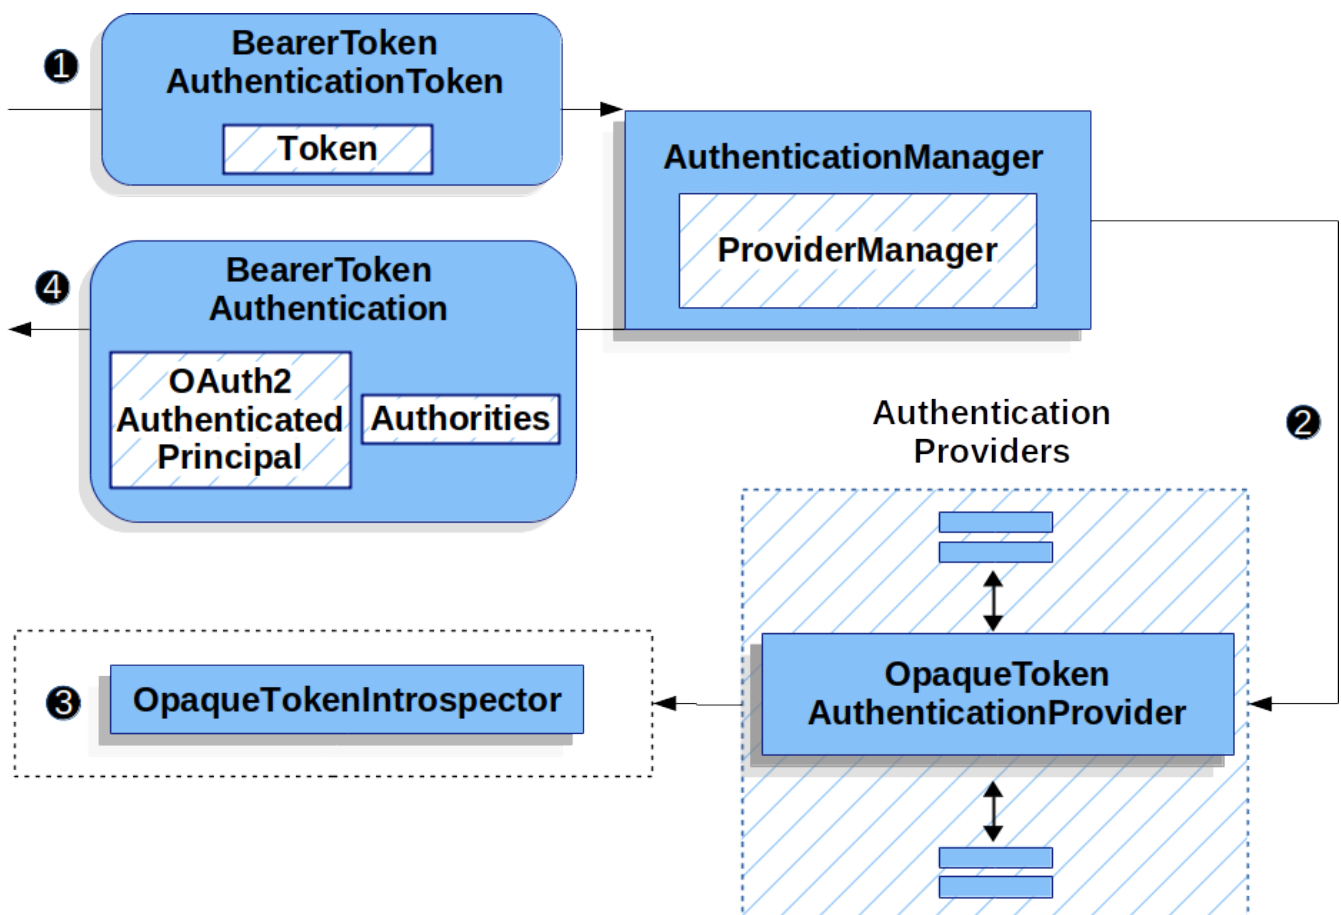 1
BearerToken
AuthenticationToken
Token
AuthenticationManager
ProviderManager
4
BearerToken
Authentication
OAuth2
Authenticated
Principal
Authorities
Authentication
Providers
2
OpaqueToken
AuthenticationProvider
3
OpaqueTokenIntrospector